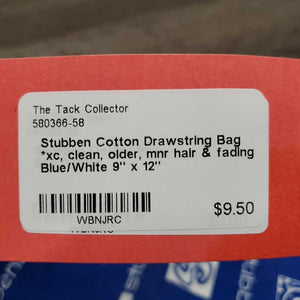 The Tack Collector
580366-58
Stubben Cotton Drawstring Bag
*xc, clean, older, mnr hair & fading
Blue/White 9" x 12"
WBNJRC
$9.50
WBNJRC